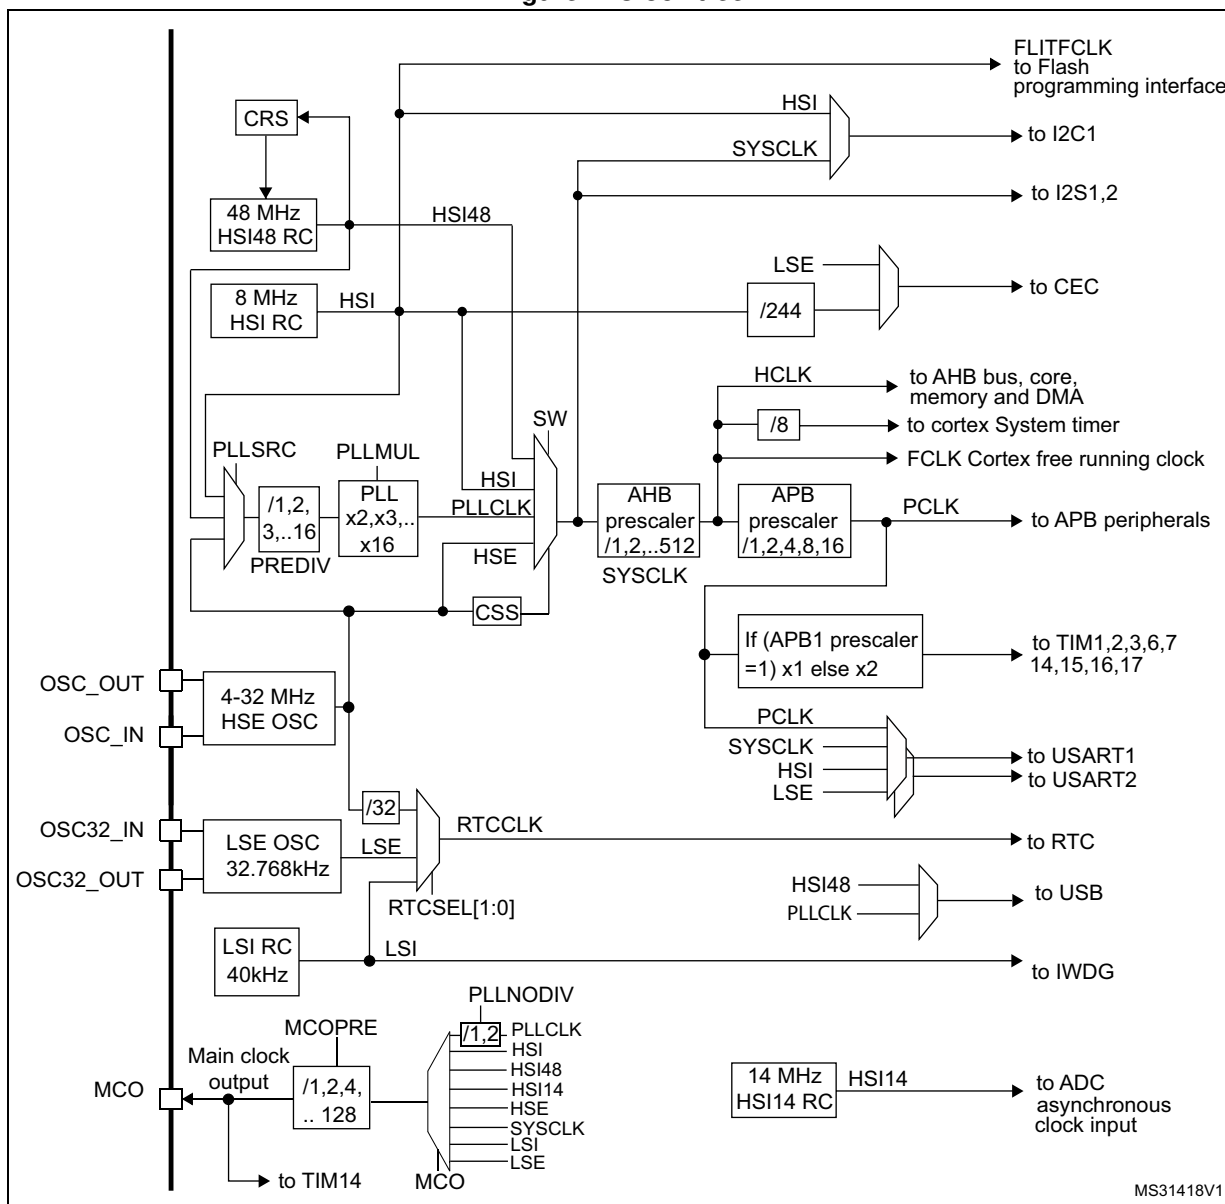 FLITFCLK
to Flash
programming interface
HSI
CRS
to I2C1
SYSCLK
to I2S1,2
48 MHz
HSI48 RC
HSI48
LSE
to CEC
8 MHz
HSI RC
HSI
/244
HCLK
to AHB bus, core,
memory and DMA
SW
/8
to cortex System timer
PLLSRC
PLLMUL
FCLK Cortex free running clock
HSI
/1,2,
3,..16
PREDIV
PLL
x2,x3,..
x16
PLLCLK
HSE
AHB
prescaler
/1,2,..512
SYSCLK
APB
prescaler
/1,2,4,8,16
PCLK
to APB peripherals
CSS
If (APB1 prescaler
=1) x1 else x2
to TIM1,2,3,6,7
14,15,16,17
OSC_OUT
OSC_IN
4-32 MHz
HSE OSC
PCLK
SYSCLK
HSI
LSE
to USART1
to USART2
/32
OSC32_IN
OSC32_OUT
LSE OSC
32.768kHz
LSE
RTCCLK
to RTC
RTCSEL[1:0]
HSI48
PLLCLK
to USB
LSI RC
40kHz
LSI
to IWDG
PLLNODIV
MCOPRE
/1,2
PLLCLK
HSI
HSI48
HSI14
HSE
SYSCLK
LSI
LSE
Main clock
output
MCO
/1,2,4,
.. 128
14 MHz
HSI14 RC
HSI14
to ADC
asynchronous
clock input
to TIM14
MCO
MS31418V1